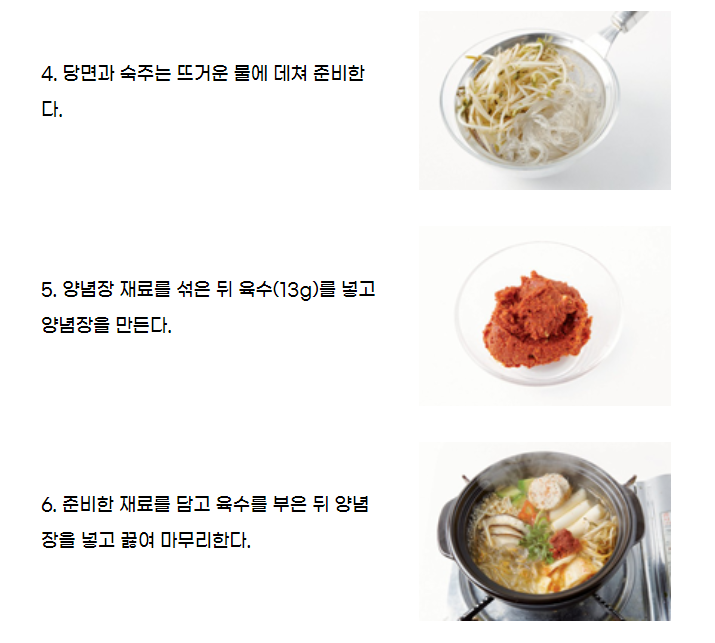 4. 당면과 숙주는 뜨거운 물에 데쳐 준비한
다.
5. 양념장 재료를 섞은 뒤 육수(13g)를 넣고
양념장을 만든다.
6. 준비한 재료를 담고 육수를 부은 뒤 양념
장을 넣고 끓여 마무리한다.